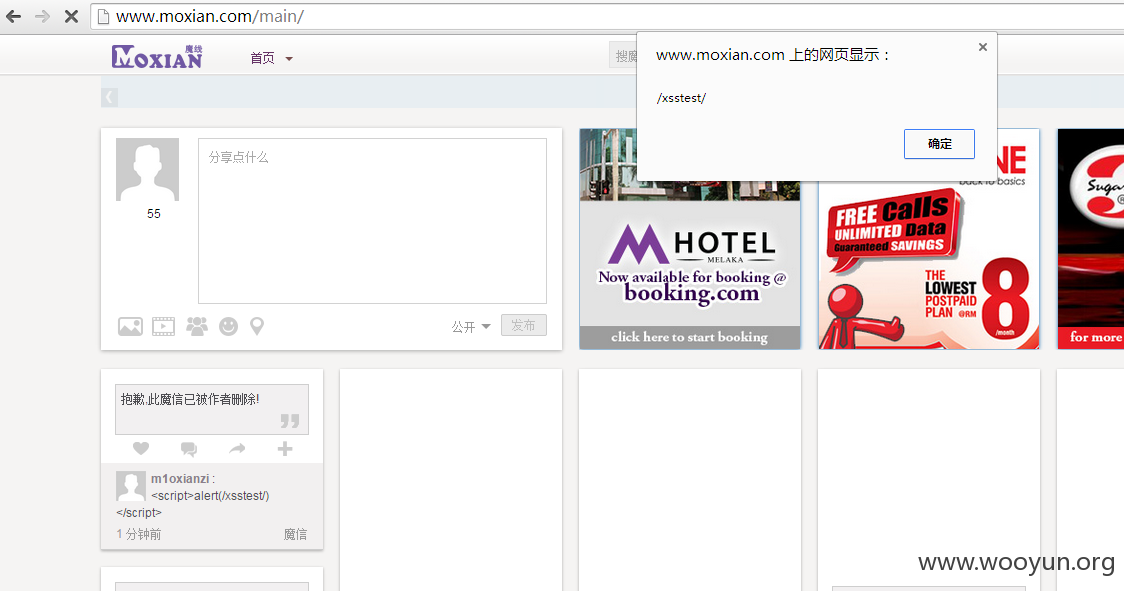 www.moxian.com/main/
MOXIAN 魔线
首页
搜魔
www.moxian.com 上的网页显示：
/xsstest/
确定
分享点什么
55
公开
发布
HOTEL
MELAKA
Now available for booking @
booking.com
click here to start booking
NE
back to basics
FREE Calls
UNLIMITED Data
Guaranteed SAVINGS
THE
LOWEST
POSTPAID
PLAN @RM
8
/month
Suga
for more
抱歉,此魔信已被作者删除!
m1oxianzi :
<script>alert(/xsstest/)
</script>
1 分钟前
魔信
www.wooyun.org